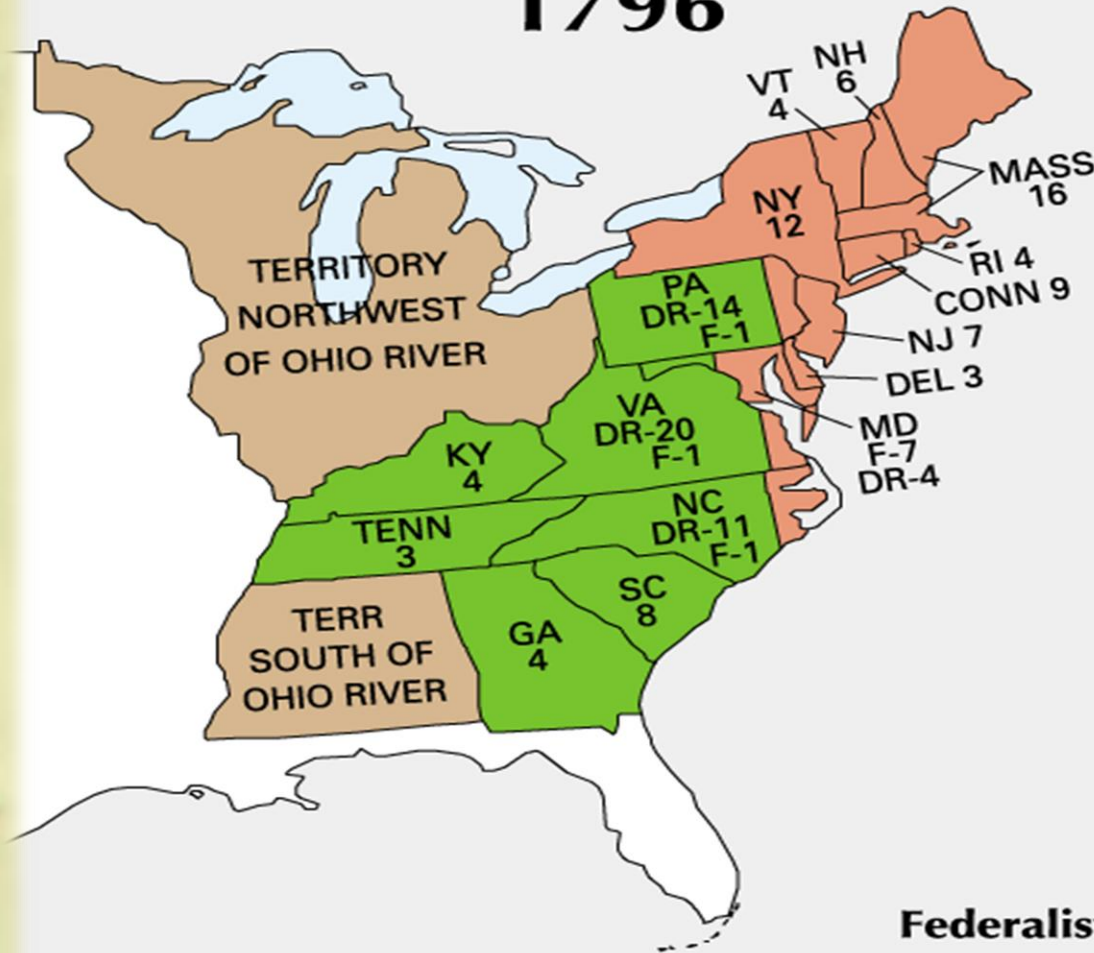 1796
NH
6
VT
4
MASS
16
NY
12
RI 4
CONN 9
NJ 7
DEL 3
MD
F-7
DR-4
PA
DR-14
F-1
TERRITORY
NORTHWEST
OF OHIO RIVER
VA
DR-20
F-1
KY
4
NC
DR-11
F-1
TENN
3
SC
8
GA
4
TERR
SOUTH OF
OHIO RIVER
Federalis